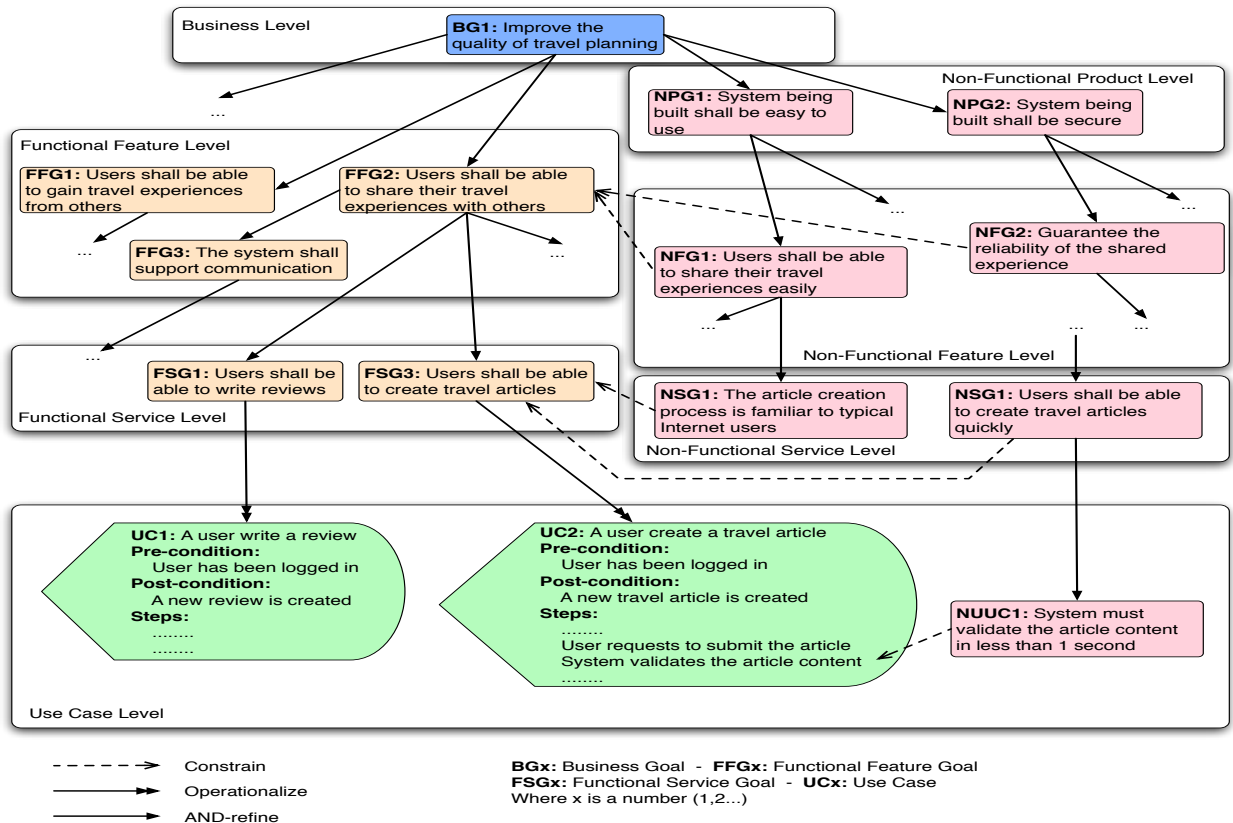 Business Level
BG1: Improve the
quality of travel planning
...
Non-Functional Product Level
NPG1: System being
built shall be easy to
use
NPG2: System being
built shall be secure
Functional Feature Level
FFG1: Users shall be able
to gain travel experiences
from others
FFG2: Users shall be able
to share their travel
experiences with others
...
FFG3: The system shall
support communication
...
...
...
NFG1: Users shall be able
to share their travel
experiences easily
NFG2: Guarantee the
reliability of the shared
experience
...
...
...
Non-Functional Feature Level
...
FSG1: Users shall be
able to write reviews
FSG3: Users shall be able
to create travel articles
Functional Service Level
NSG1: The article creation
process is familiar to typical
Internet users
NSG1: Users shall be able
to create travel articles
quickly
Non-Functional Service Level
UC1: A user write a review
Pre-condition:
User has been logged in
Post-condition:
A new review is created
Steps:
........
........
UC2: A user create a travel article
Pre-condition:
User has been logged in
Post-condition:
A new travel article is created
Steps:
........
User requests to submit the article
System validates the article content
........
NUUC1: System must
validate the article content
in less than 1 second
Use Case Level
Constrain
Operationalize
AND-refine
BGx: Business Goal - FFGx: Functional Feature Goal
FSGx: Functional Service Goal - UCx: Use Case
Where x is a number (1,2...)